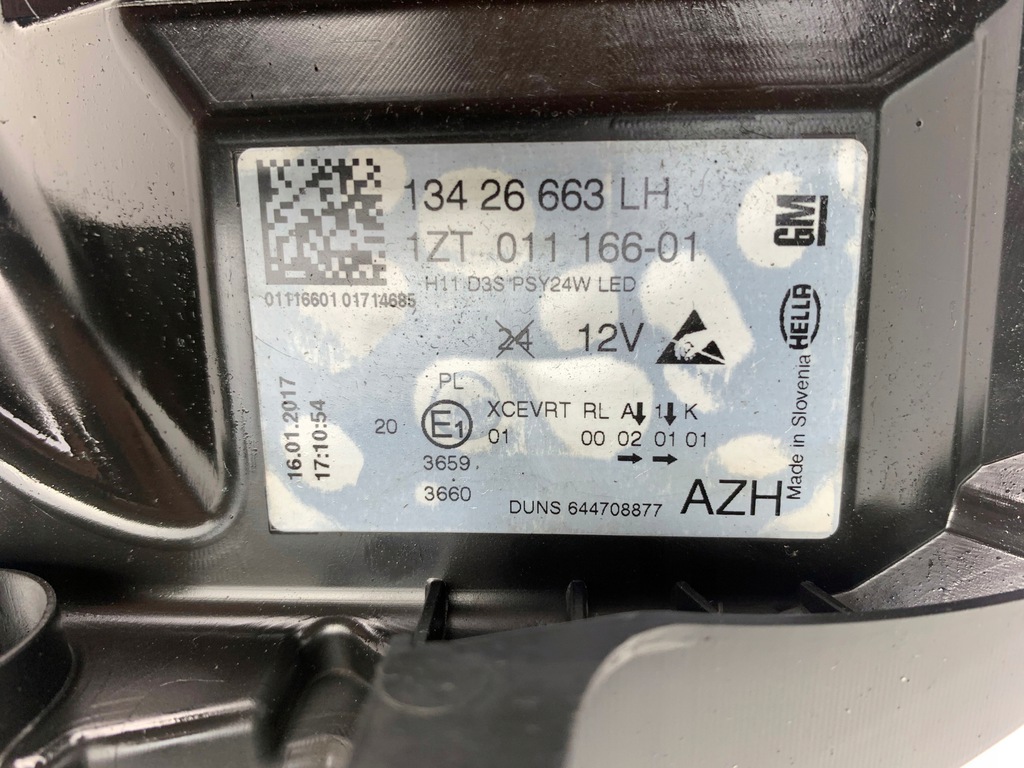 13 426 663 LH
1ZT 011 166-01
H11 D3S PSY24W LED
01116601 01714685
24 12V
GM
HELLA
Made in Slovenia
16.01.2017
17:10:54
PL
20 E1 XCEVRT RL A 1 K
01 00 02 01 01
3659
3660
DUNS 644708877 AZH